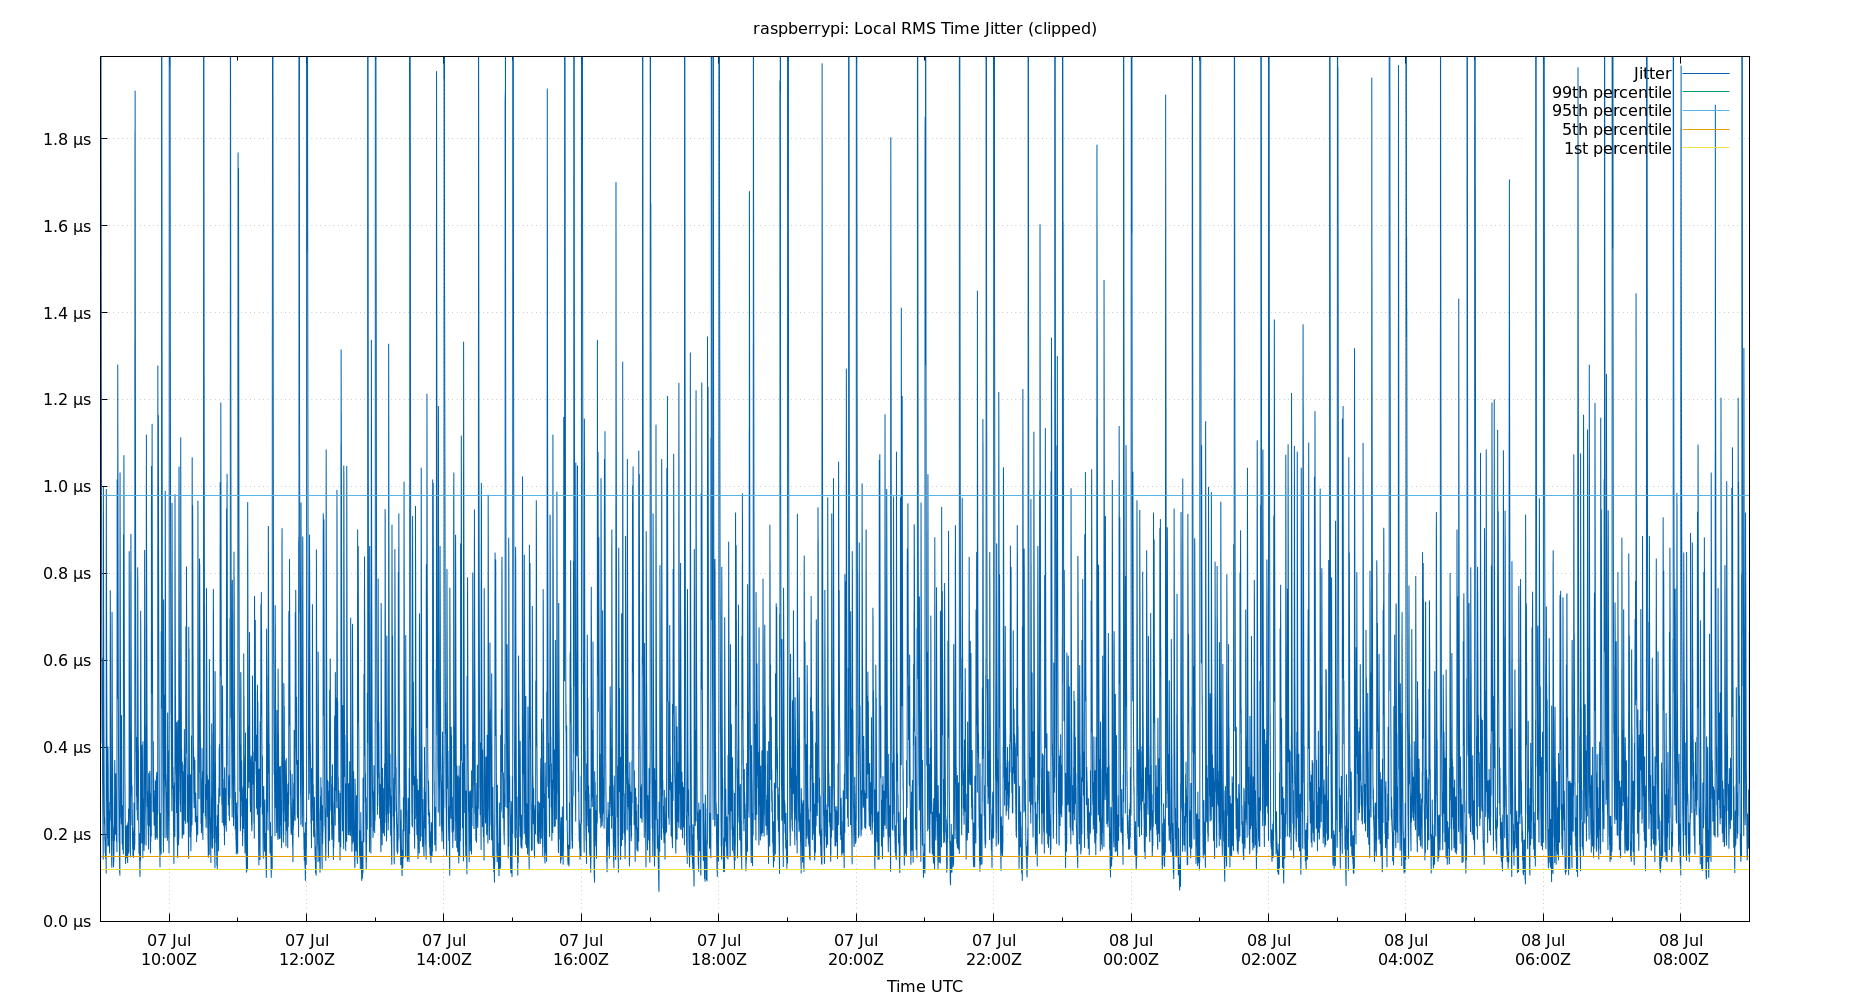 raspberrypi: Local RMS Time Jitter (clipped)
Jitter
99th percentile
95th percentile
5th percentile
1st percentile
1.8 µs
1.6 µs
1.4 µs
1.2 µs
1.0 µs
0.8 µs
0.6 µs
0.4 µs
0.2 µs
0.0 µs
07 Jul 07 Jul 07 Jul 07 Jul 07 Jul 07 Jul 07 Jul 08 Jul 08 Jul 08 Jul 08 Jul 08 Jul
10:00Z 12:00Z 14:00Z 16:00Z 18:00Z 20:00Z 22:00Z 00:00Z 02:00Z 04:00Z 06:00Z 08:00Z
Time UTC